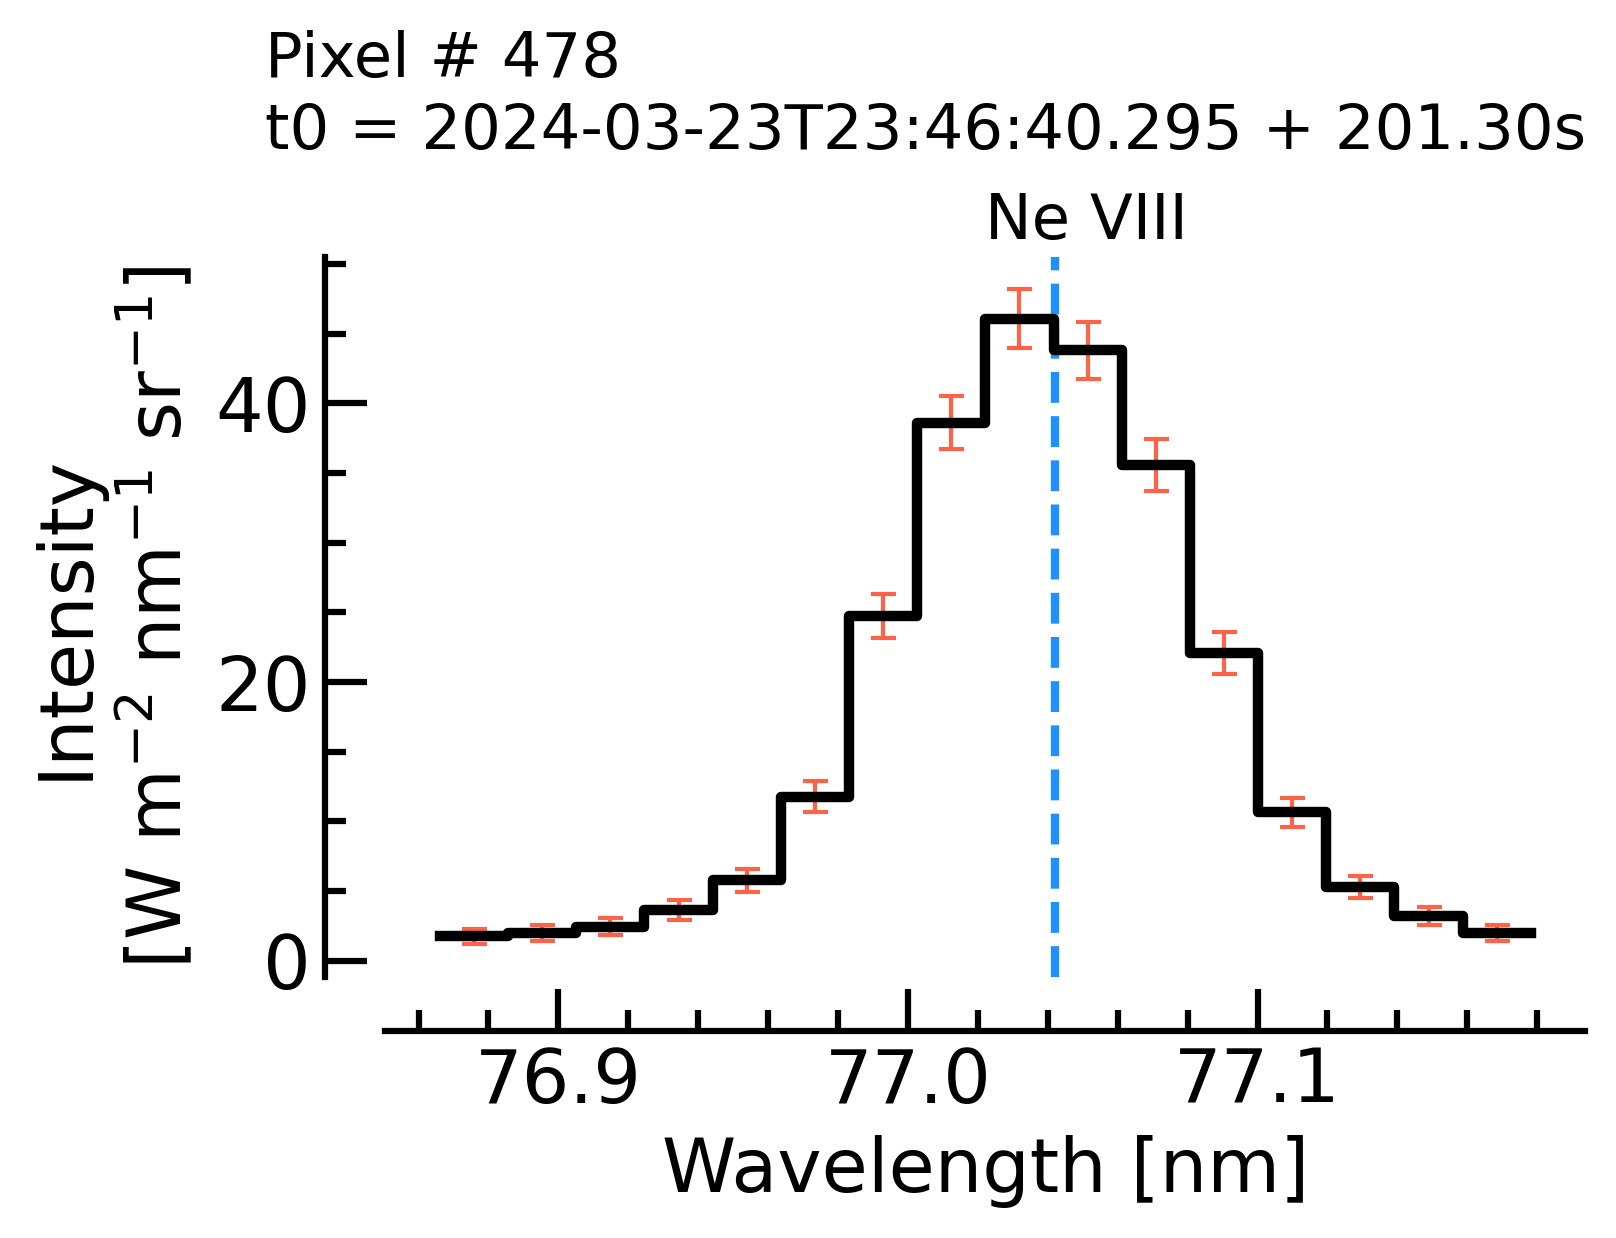 Pixel # 478
t0 = 2024-03-23T23:46:40.295 + 201.30s
Ne VIII
Intensity
[W m⁻² nm⁻¹ sr⁻¹]
40
20
0
76.9 77.0 77.1
Wavelength [nm]